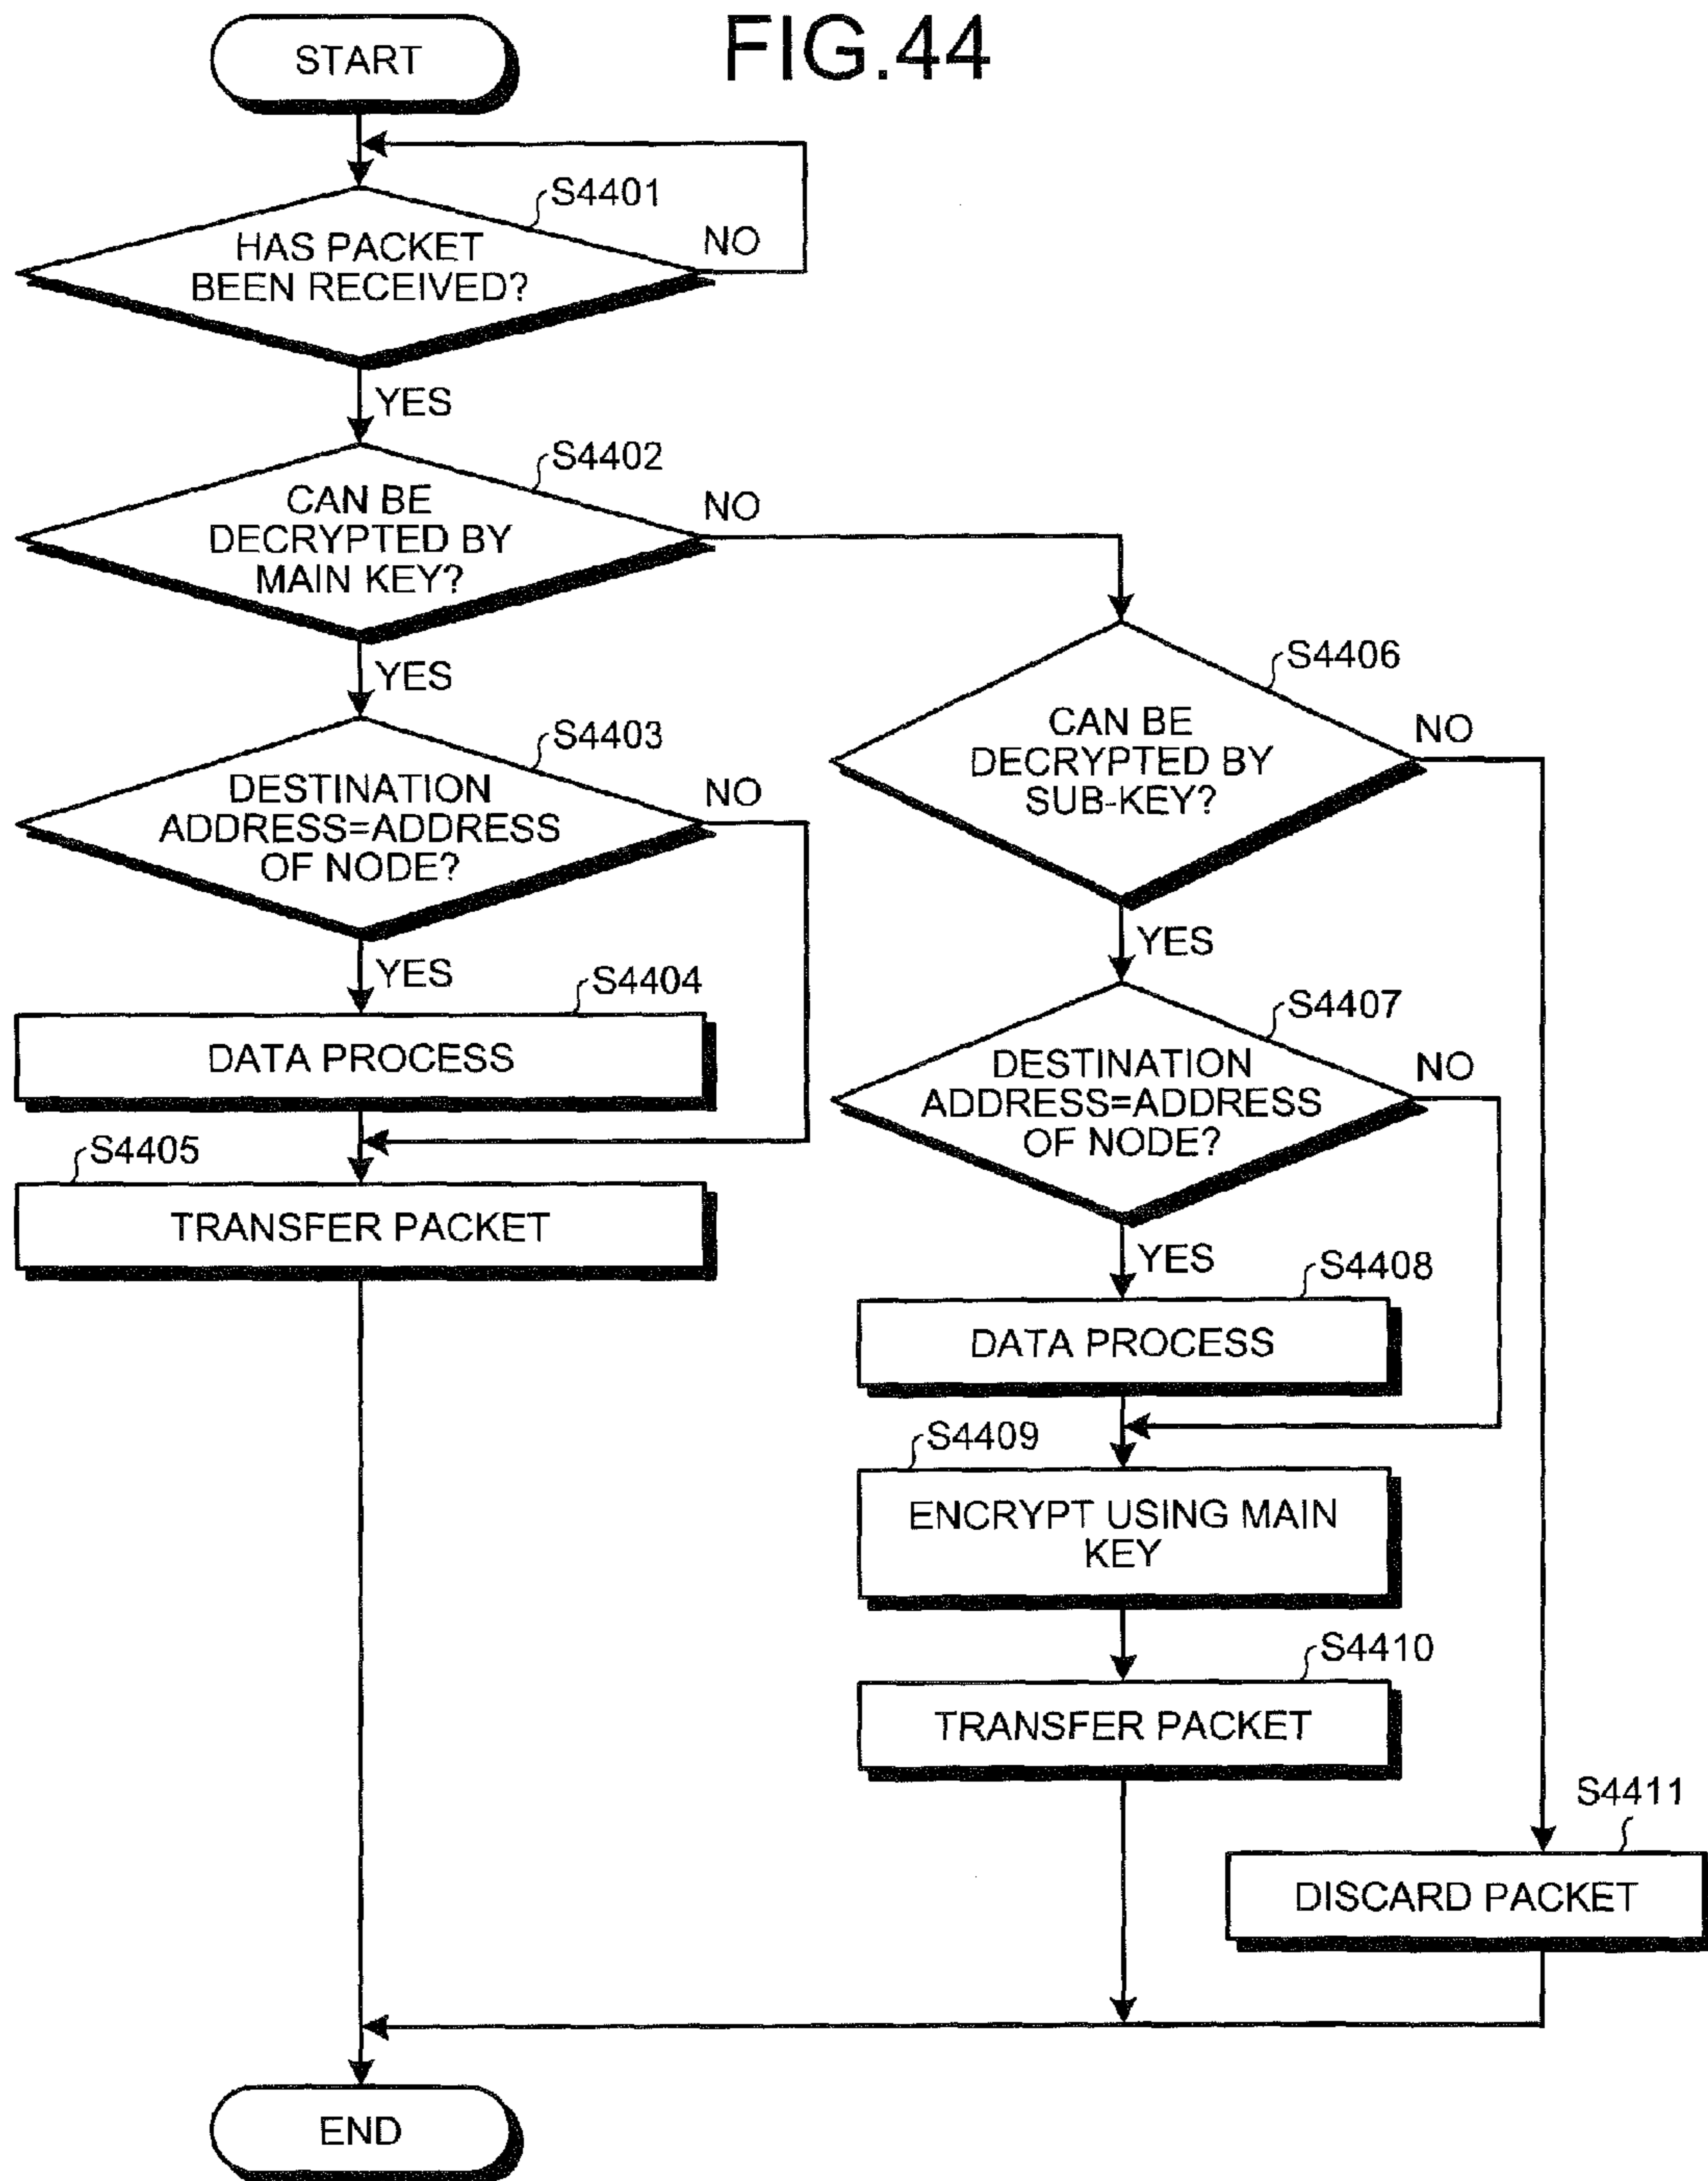 FIG.44
START
S4401
HAS PACKET
BEEN RECEIVED?
NO
YES
S4402
CAN BE
DECRYPTED BY
MAIN KEY?
NO
YES
S4403
DESTINATION
ADDRESS=ADDRESS
OF NODE?
NO
YES
S4404
DATA PROCESS
S4405
TRANSFER PACKET
S4406
CAN BE
DECRYPTED BY
SUB-KEY?
NO
YES
S4407
DESTINATION
ADDRESS=ADDRESS
OF NODE?
NO
YES
S4408
DATA PROCESS
S4409
ENCRYPT USING MAIN
KEY
S4410
TRANSFER PACKET
S4411
DISCARD PACKET
END